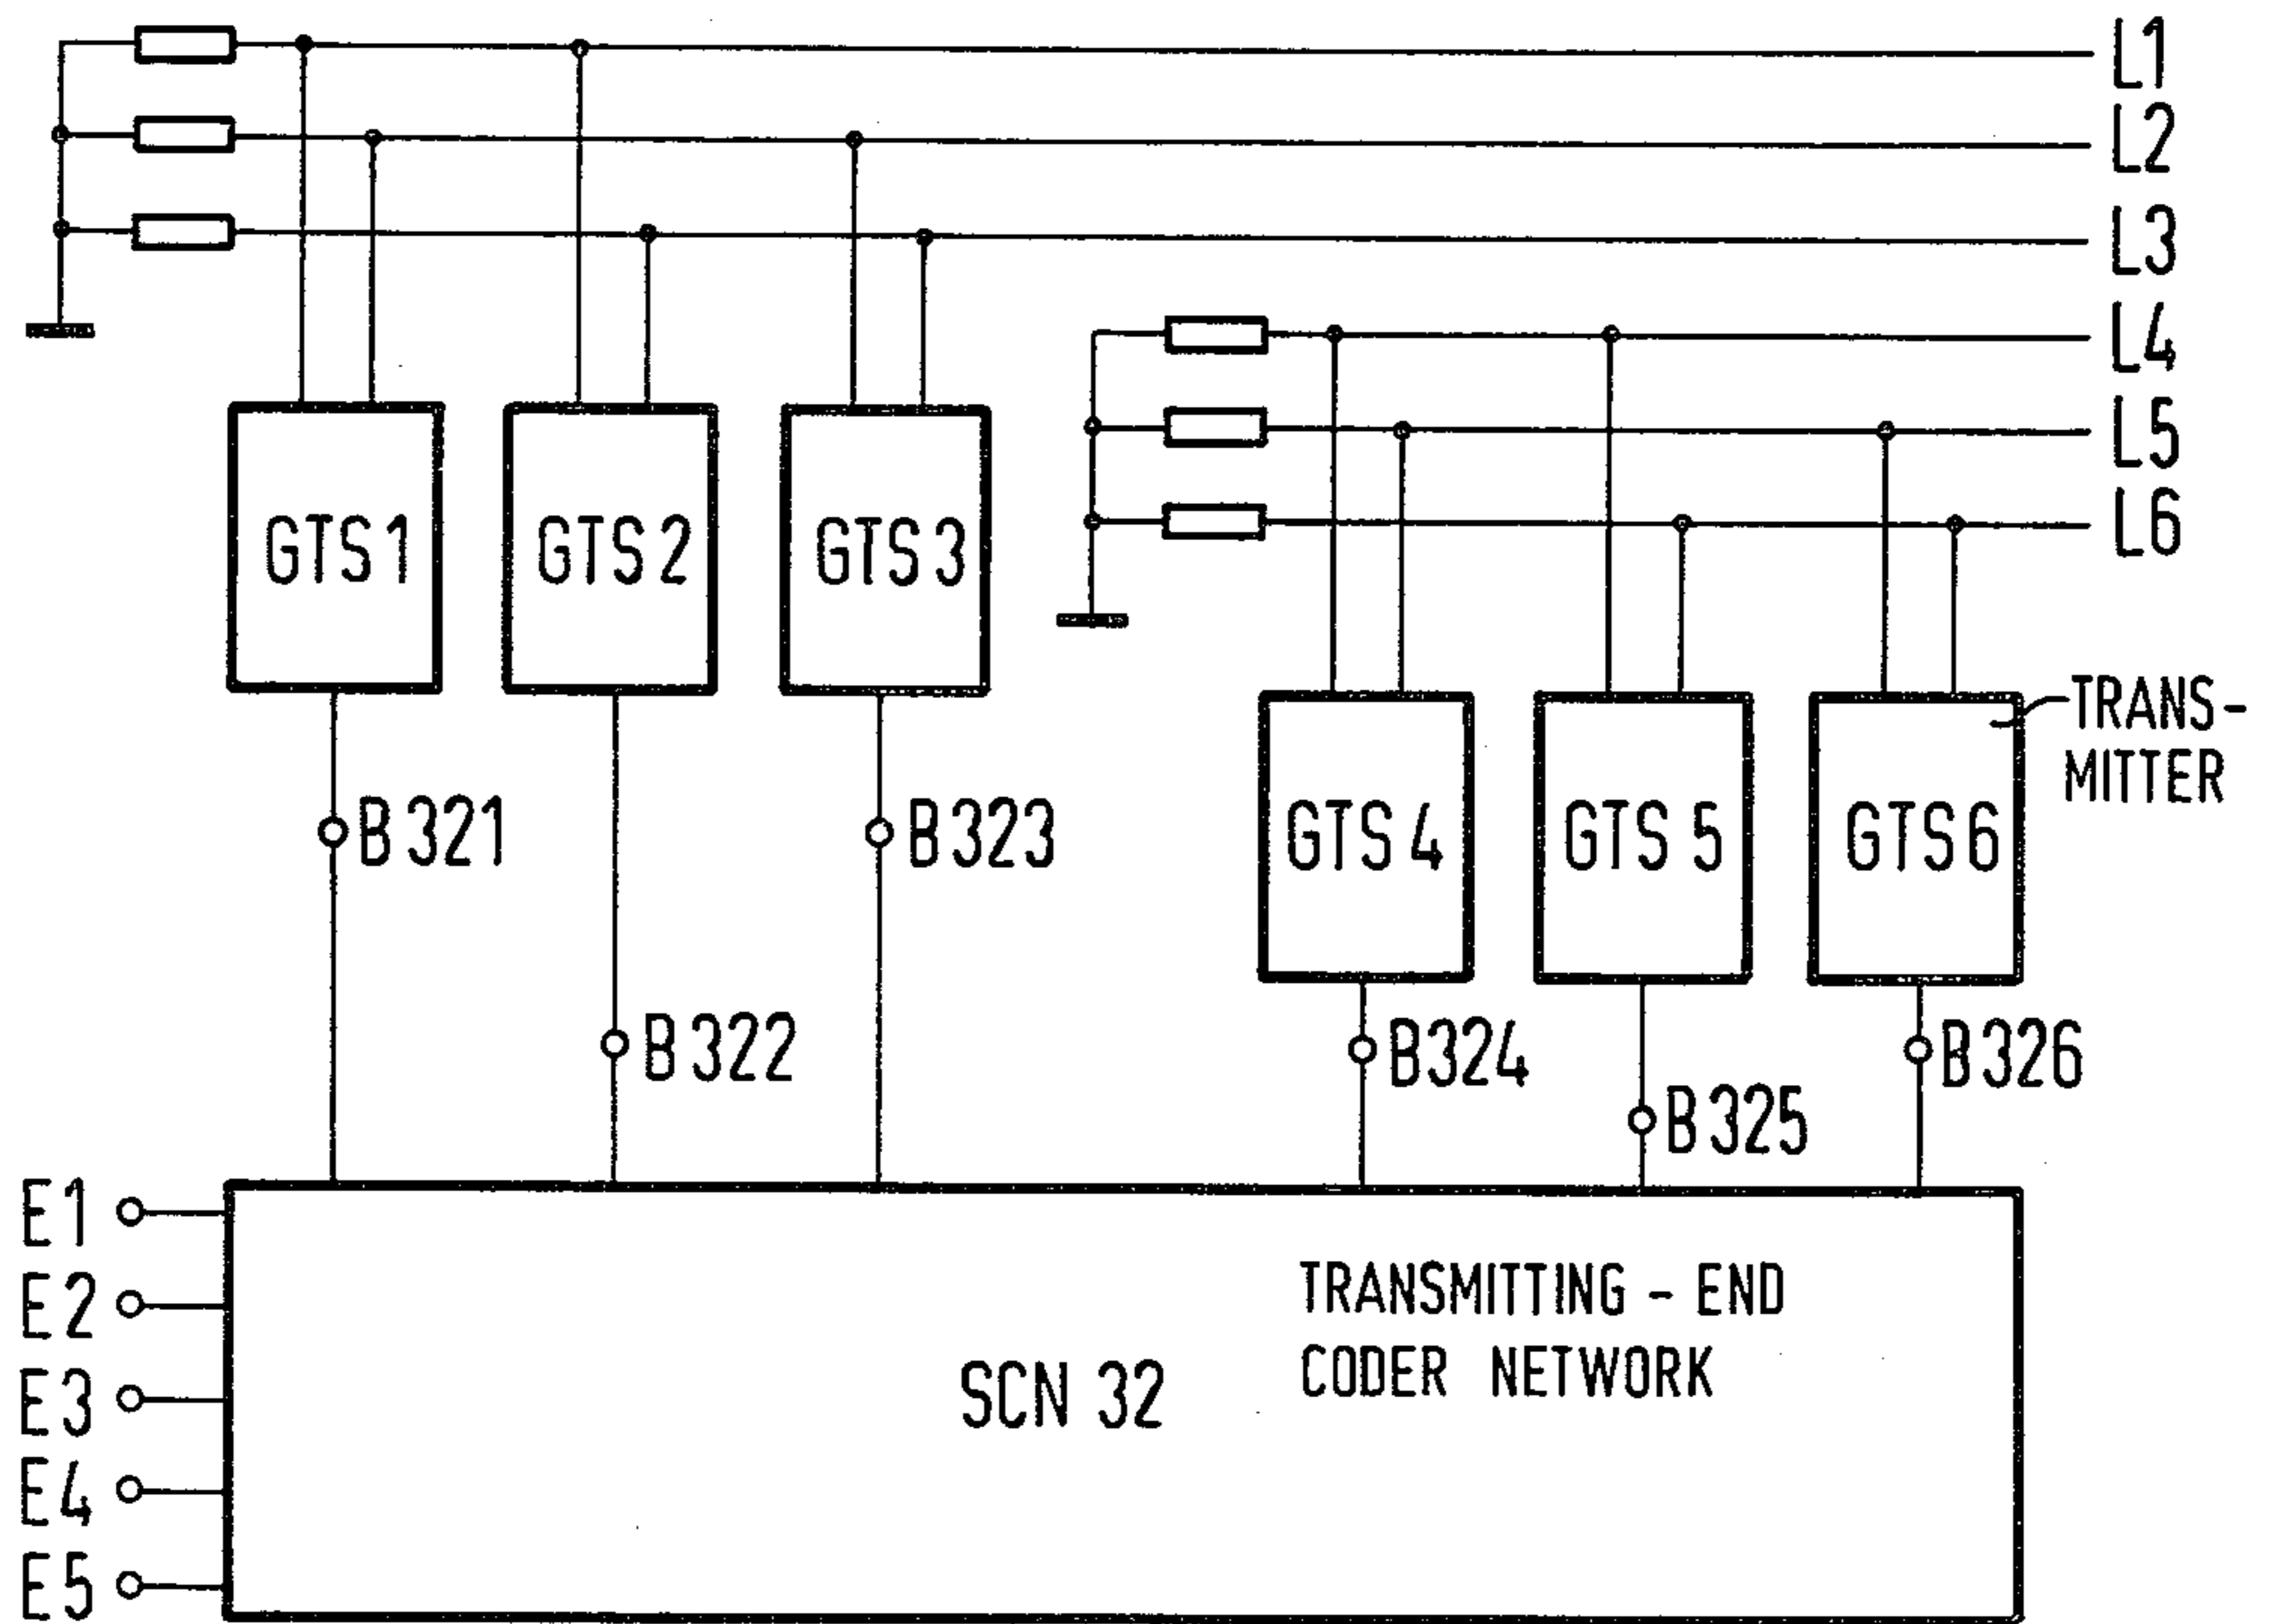 L1
L2
L3
L4
L5
L6
GTS 1
GTS 2
GTS 3
TRANS-
MITTER
GTS 4
GTS 5
GTS 6
B 321
B 323
B 322
B 324
B 326
B 325
E1
E2
E3
E4
E5
TRANSMITTING - END
CODER NETWORK
SCN 32